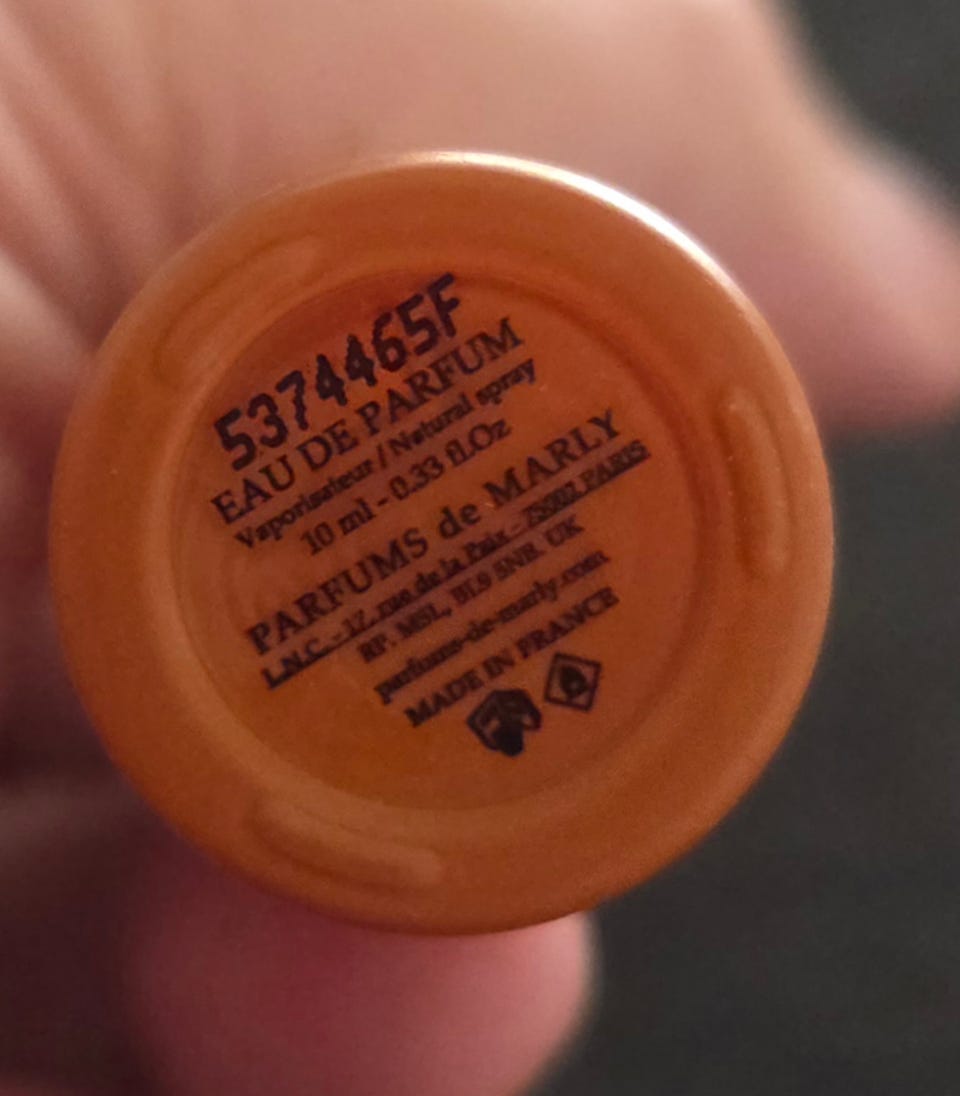 5374465F
EAU DE PARFUM
Vaporisateur / Natural spray
10 ml - 0.33 fl.Oz
PARFUMS de MARLY
I.N.C. - 17, rue de la Paix - 75002 PARIS
RP. MSL, BL9 5NR UK
parfums-de-marly.com
MADE IN FRANCE